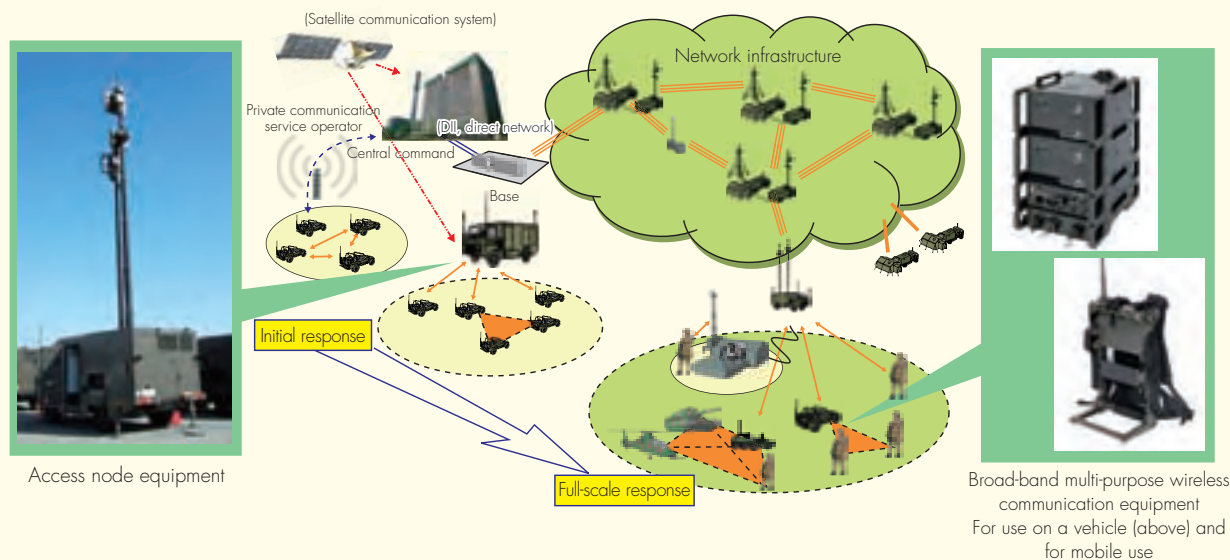 (Satellite communication system)
Network infrastructure
Private communication
service operator
(DII, direct network)
Central command
Base
Initial response
Full-scale response
Access node equipment
Broad-band multi-purpose wireless
communication equipment
For use on a vehicle (above) and
for mobile use